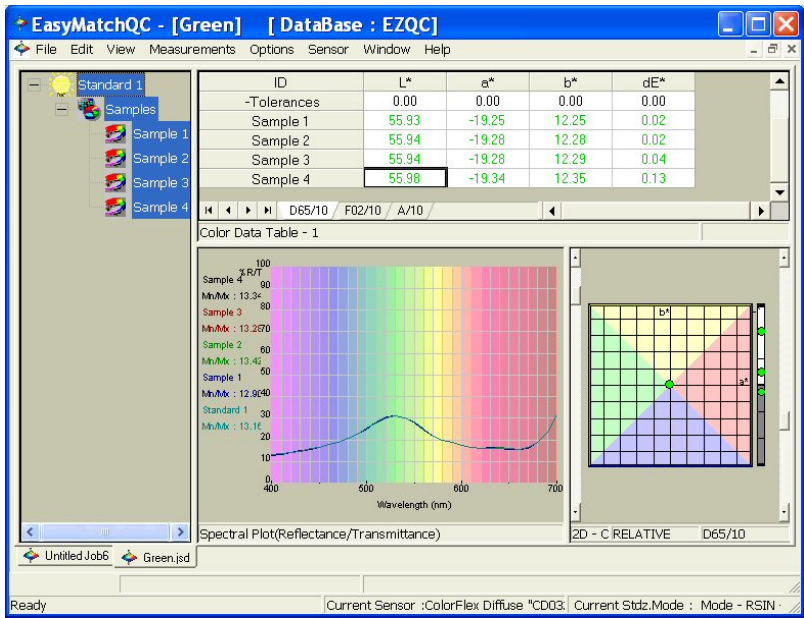 EasyMatchQC - [Green] [ DataBase : EZQC]
File Edit View Measurements Options Sensor Window Help
Standard 1
Samples
Sample 1
Sample 2
Sample 3
Sample 4
ID L* a* b* dE*
-Tolerances 0.00 0.00 0.00 0.00
Sample 1 55.93 -19.25 12.25 0.02
Sample 2 55.94 -19.28 12.28 0.02
Sample 3 55.94 -19.28 12.29 0.04
Sample 4 55.98 -19.34 12.35 0.13
D65/10 F02/10 A/10
Color Data Table - 1
%R/T
100
90
80
70
60
50
40
30
20
10
0
Sample 4
Mn/Mx : 13.34
Sample 3
Mn/Mx : 13.28
Sample 2
Mn/Mx : 13.42
Sample 1
Mn/Mx : 12.90
Standard 1
Mn/Mx : 13.16
400 500 600 700
Wavelength (nm)
Spectral Plot(Reflectance/Transmittance)
b*
a*
2D - C RELATIVE D65/10
Untitled Job6 Green.jsd
Ready Current Sensor :ColorFlex Diffuse "CD03 Current Stdz.Mode : Mode - RSIN -